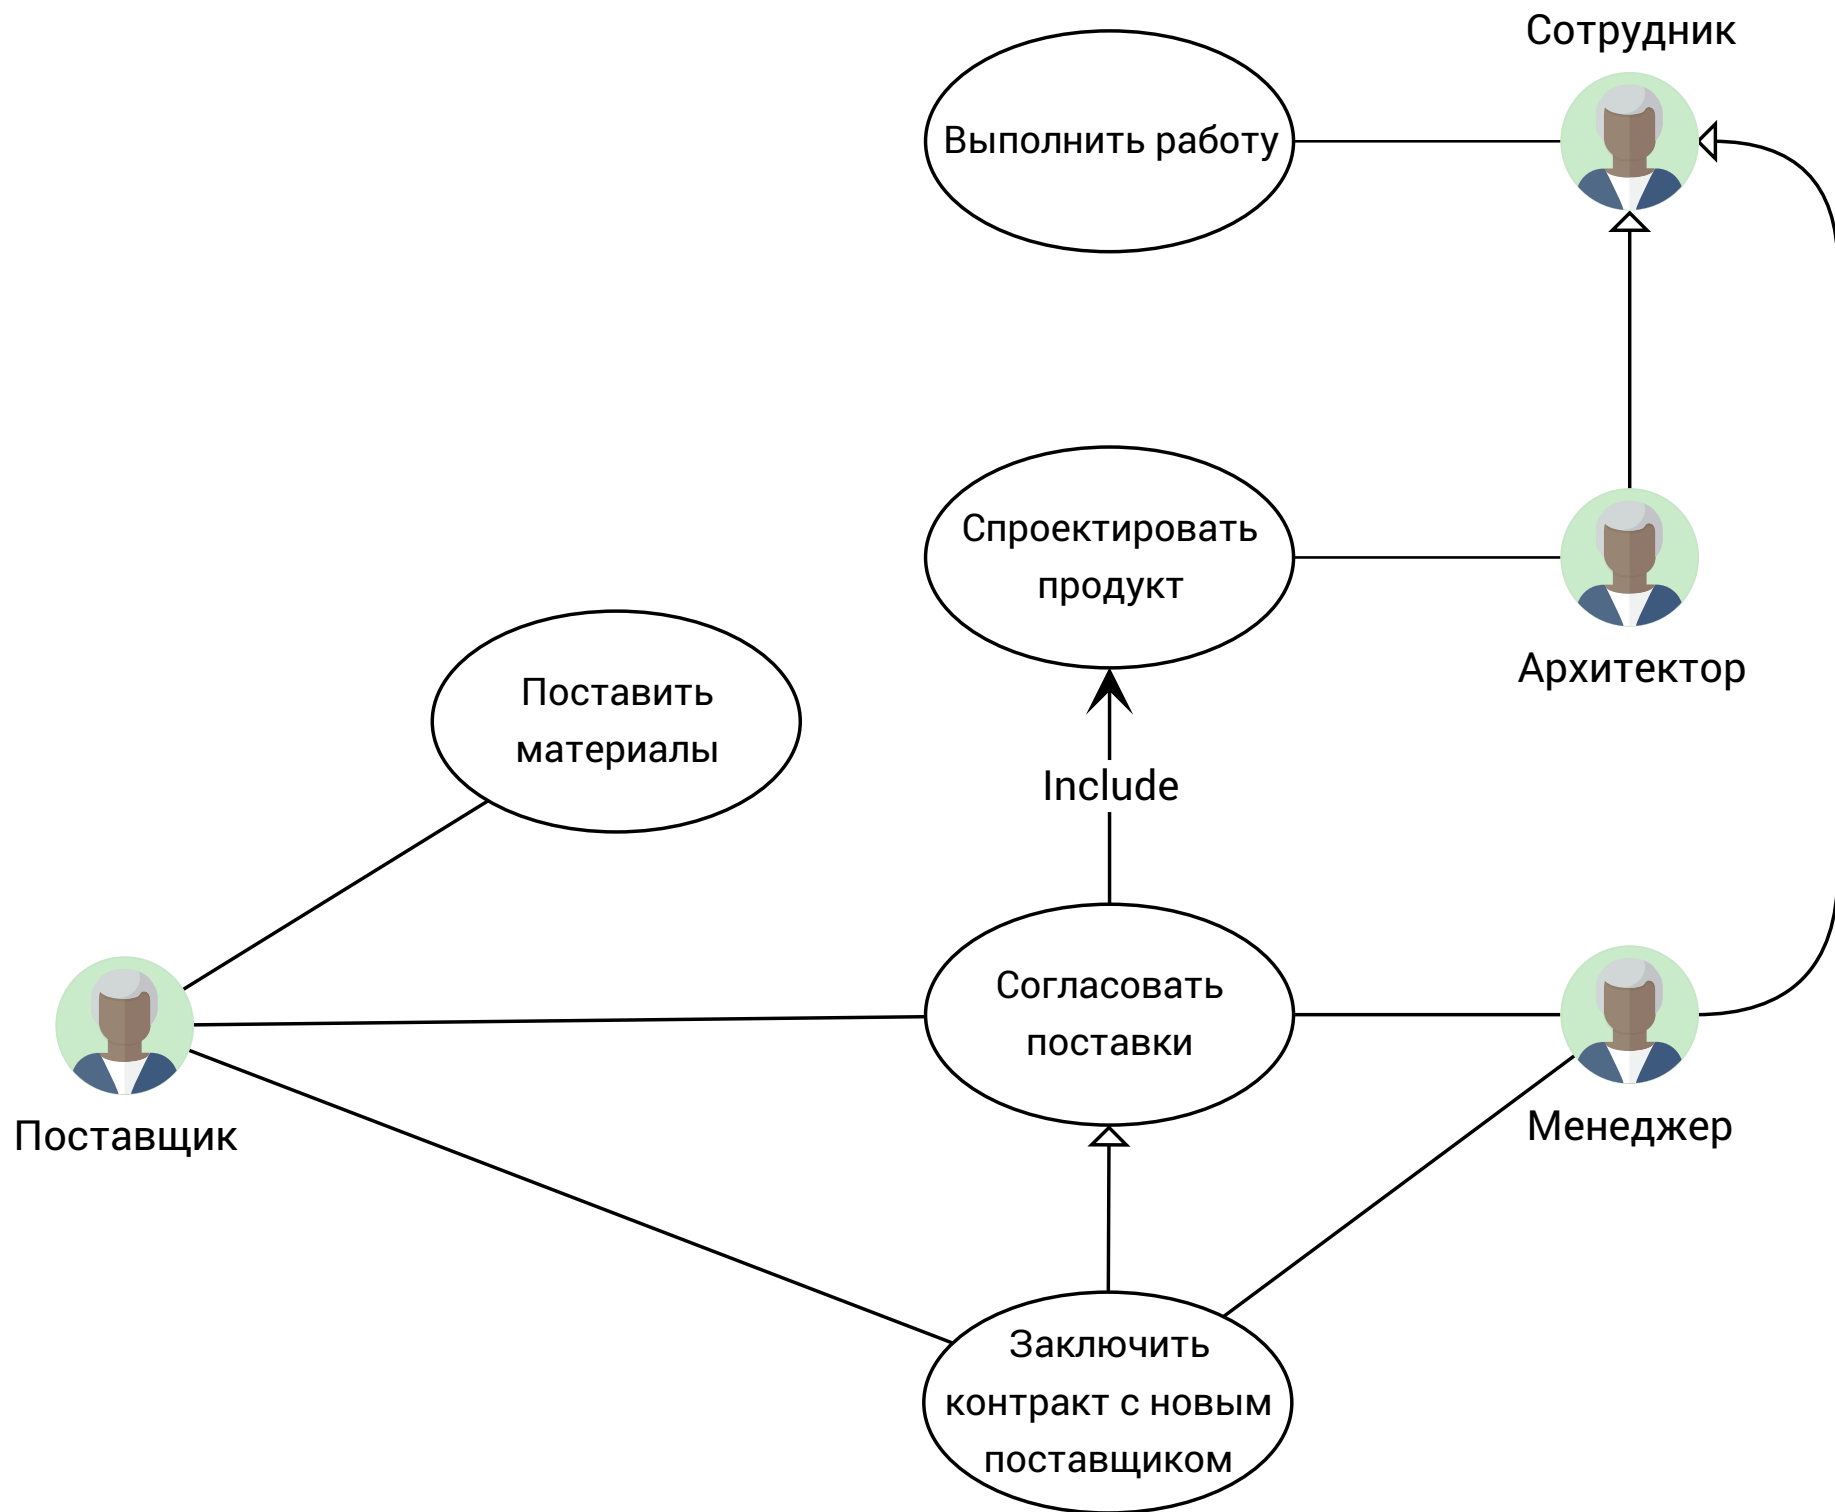 Сотрудник
Выполнить работу
Спроектировать
продукт
Архитектор
Поставить
материалы
Include
Согласовать
поставки
Поставщик
Менеджер
Заключить
контракт с новым
поставщиком